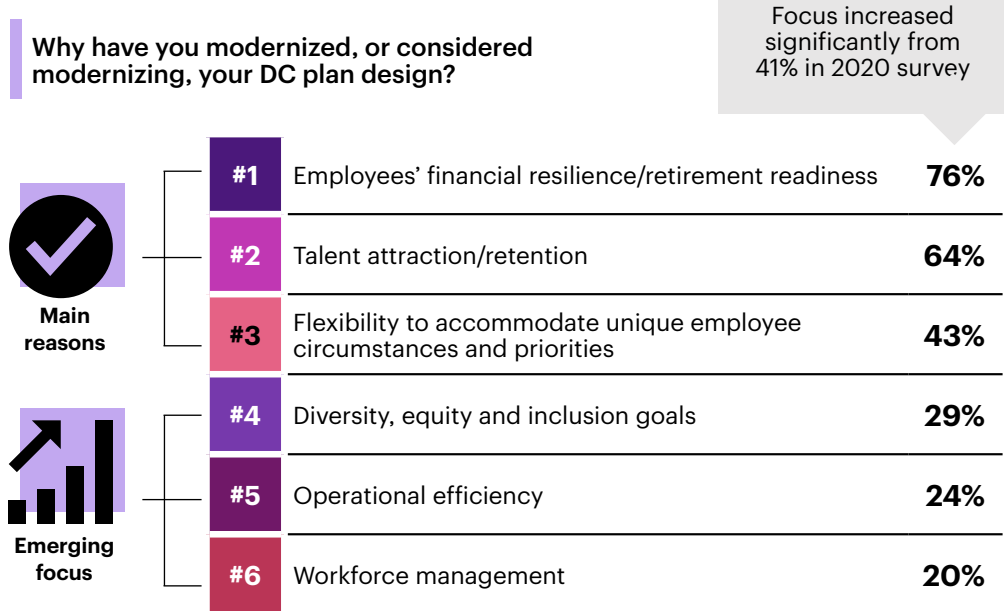 Why have you modernized, or considered
modernizing, your DC plan design?
Focus increased
significantly from
41% in 2020 survey
Main
reasons
#1 Employees’ financial resilience/retirement readiness 76%
#2 Talent attraction/retention 64%
#3 Flexibility to accommodate unique employee
circumstances and priorities 43%
Emerging
focus
#4 Diversity, equity and inclusion goals 29%
#5 Operational efficiency 24%
#6 Workforce management 20%